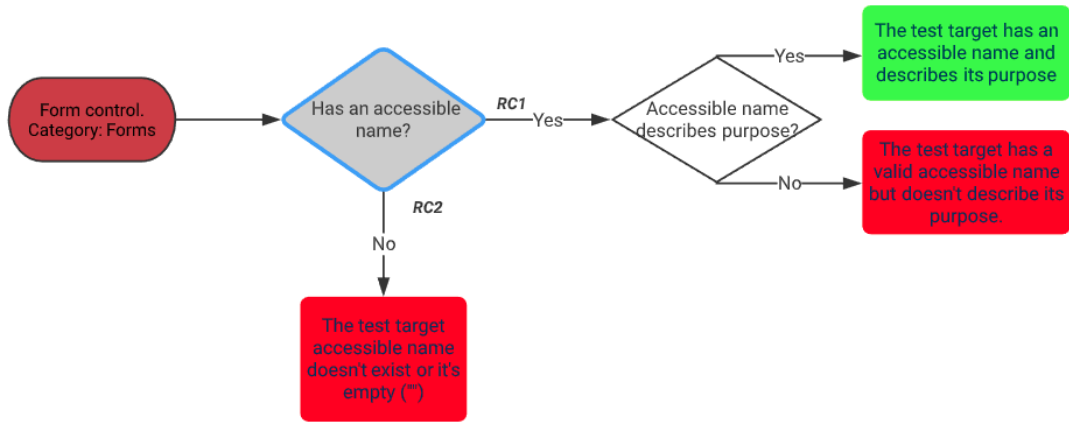 Form control.
Category: Forms
Has an accessible
name?
RC1
Yes
RC2
No
The test target
accessible name
doesn't exist or it's
empty ("")
Accessible name
describes purpose?
Yes
The test target has an
accessible name and
describes its purpose
No
The test target has a
valid accessible name
but doesn't describe its
purpose.